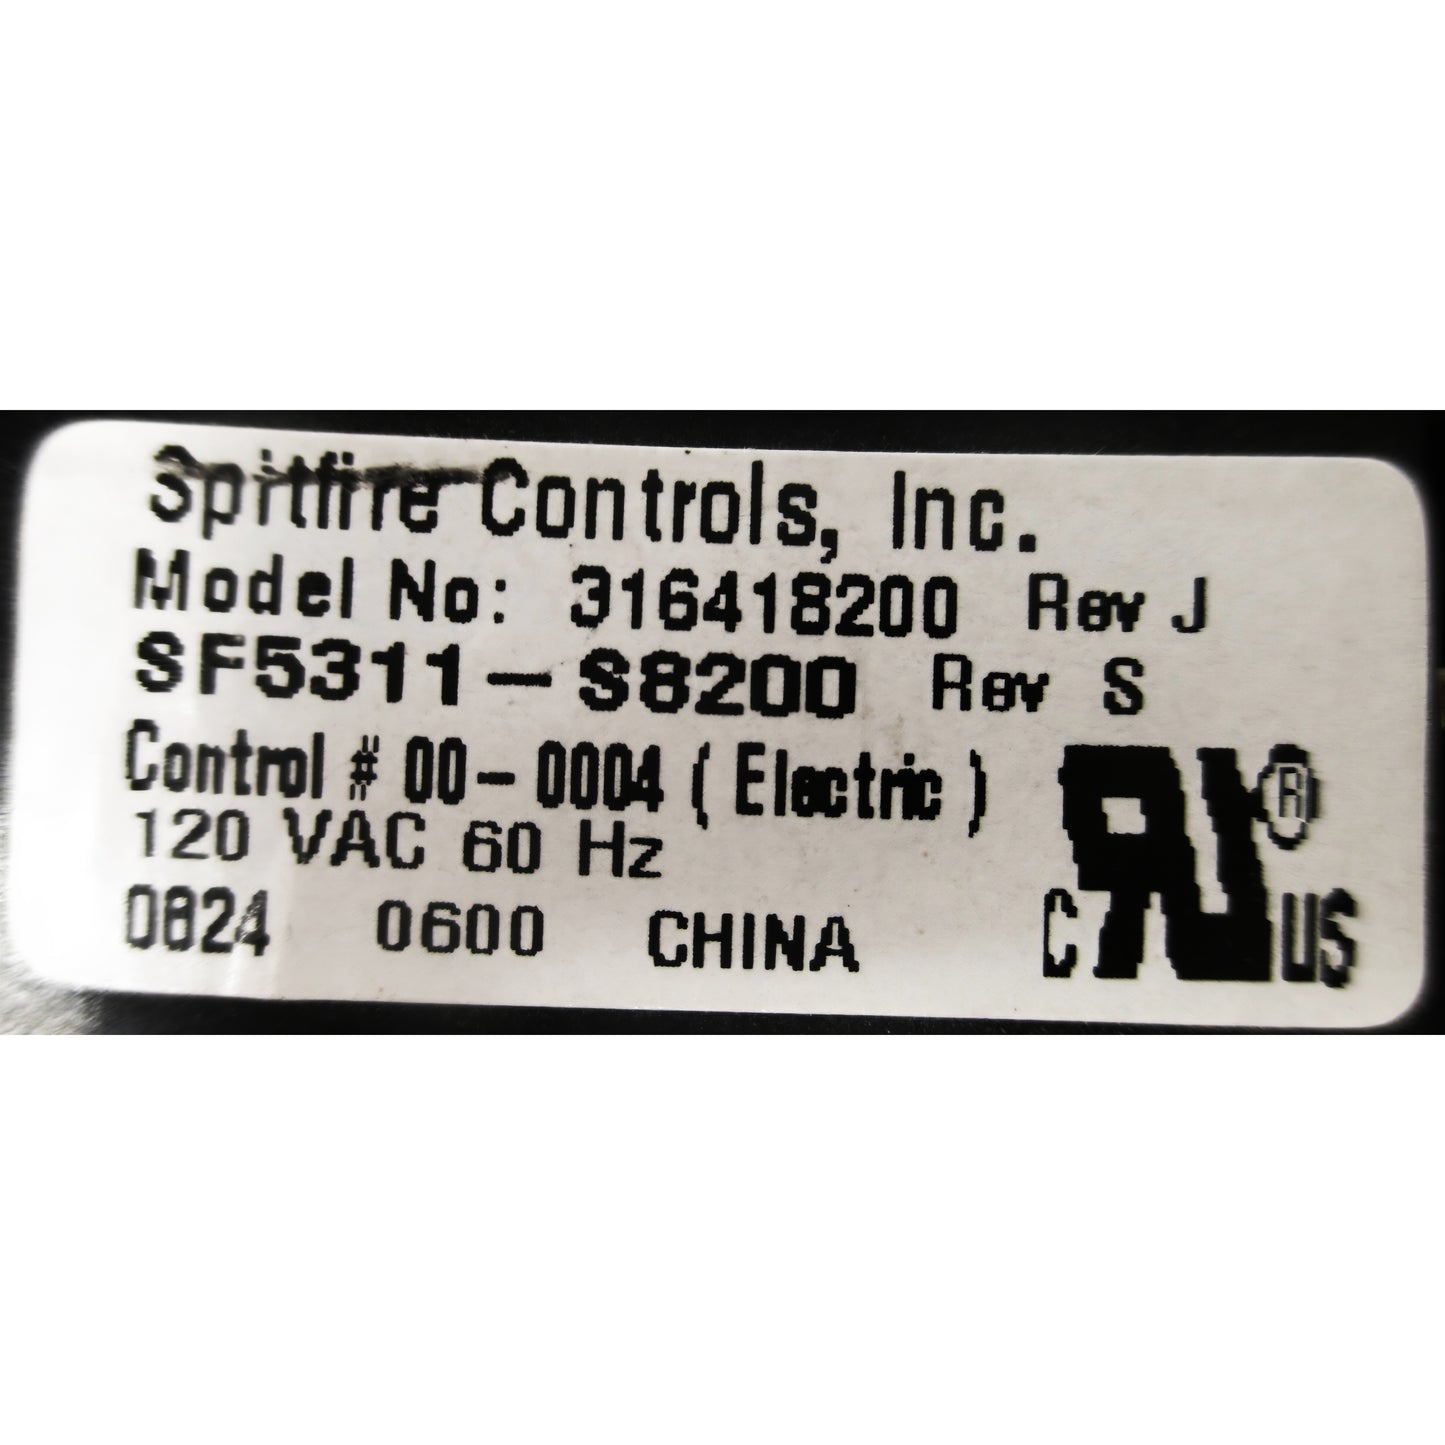 Spitfire Controls, Inc.
Model No: 316418200 Rev J
SF5311-S8200 Rev S
Control # 00-0004 (Electric)
120 VAC 60 Hz
0824 0600 CHINA
C RU® US